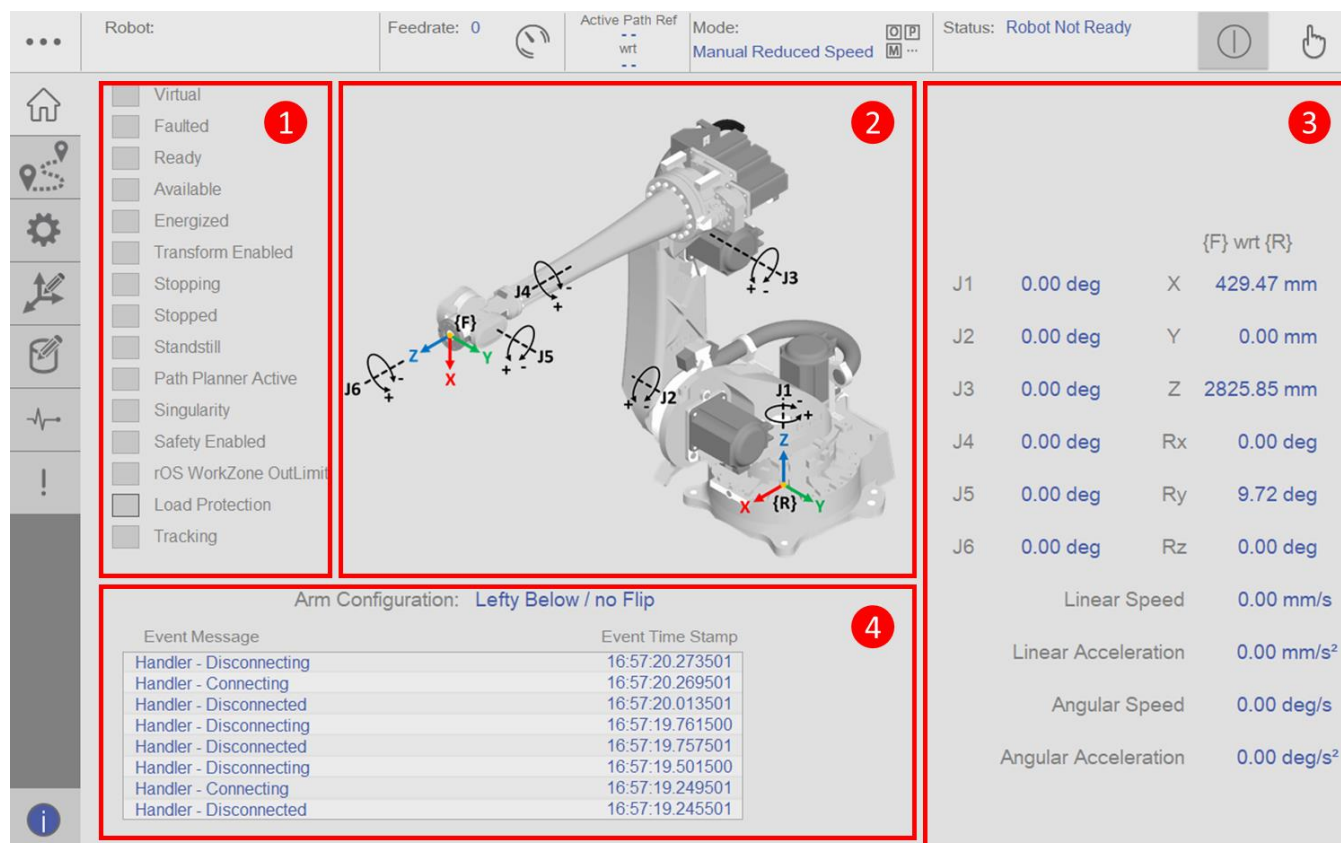 Robot:
Feedrate: 0
Active Path Ref
- -
wrt
- -
Mode:
Manual Reduced Speed
O P
M ...
Status: Robot Not Ready
1
Virtual
Faulted
Ready
Available
Energized
Transform Enabled
Stopping
Stopped
Standstill
Path Planner Active
Singularity
Safety Enabled
rOS WorkZone OutLimit
Load Protection
Tracking
2
J3
+ -
J4
-
+
{F}
Z
Y
X
J5
+ -
J6
-
+
J2
+ -
J1
-
+
Z
X
{R}
Y
3
{F} wrt {R}
J1 0.00 deg X 429.47 mm
J2 0.00 deg Y 0.00 mm
J3 0.00 deg Z 2825.85 mm
J4 0.00 deg Rx 0.00 deg
J5 0.00 deg Ry 9.72 deg
J6 0.00 deg Rz 0.00 deg
Linear Speed 0.00 mm/s
Linear Acceleration 0.00 mm/s²
Angular Speed 0.00 deg/s
Angular Acceleration 0.00 deg/s²
4
Arm Configuration: Lefty Below / no Flip
Event Message Event Time Stamp
Handler - Disconnecting 16:57:20.273501
Handler - Connecting 16:57:20.269501
Handler - Disconnected 16:57:20.013501
Handler - Disconnecting 16:57:19.761500
Handler - Disconnected 16:57:19.757501
Handler - Disconnecting 16:57:19.501500
Handler - Connecting 16:57:19.249501
Handler - Disconnected 16:57:19.245501